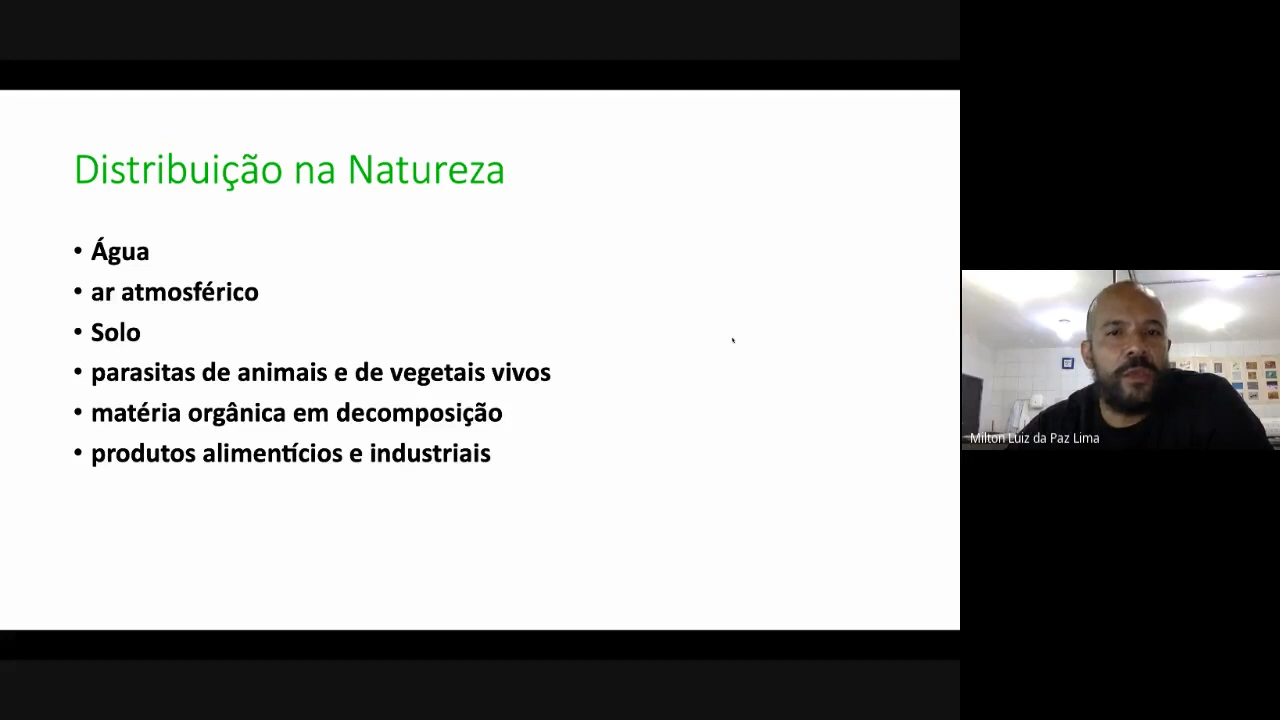 Distribuição na Natureza
• Água
• ar atmosférico
• Solo
• parasitas de animais e de vegetais vivos
• matéria orgânica em decomposição
• produtos alimentícios e industriais
Milton Luiz da Paz Lima